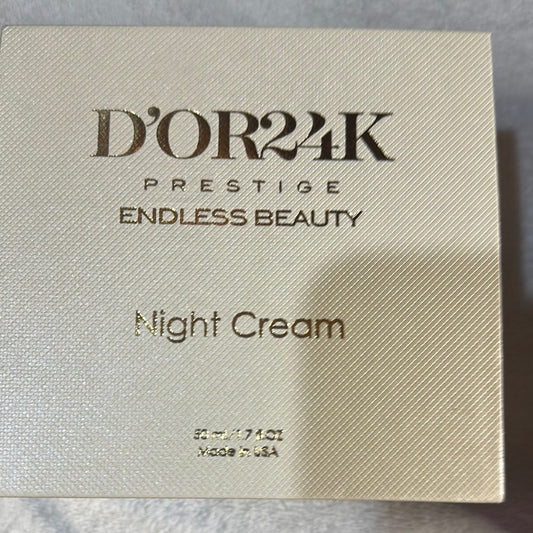 D'OR24K
PRESTIGE
ENDLESS BEAUTY
Night Cream
50 mL/1.7 fl.OZ
Made in USA